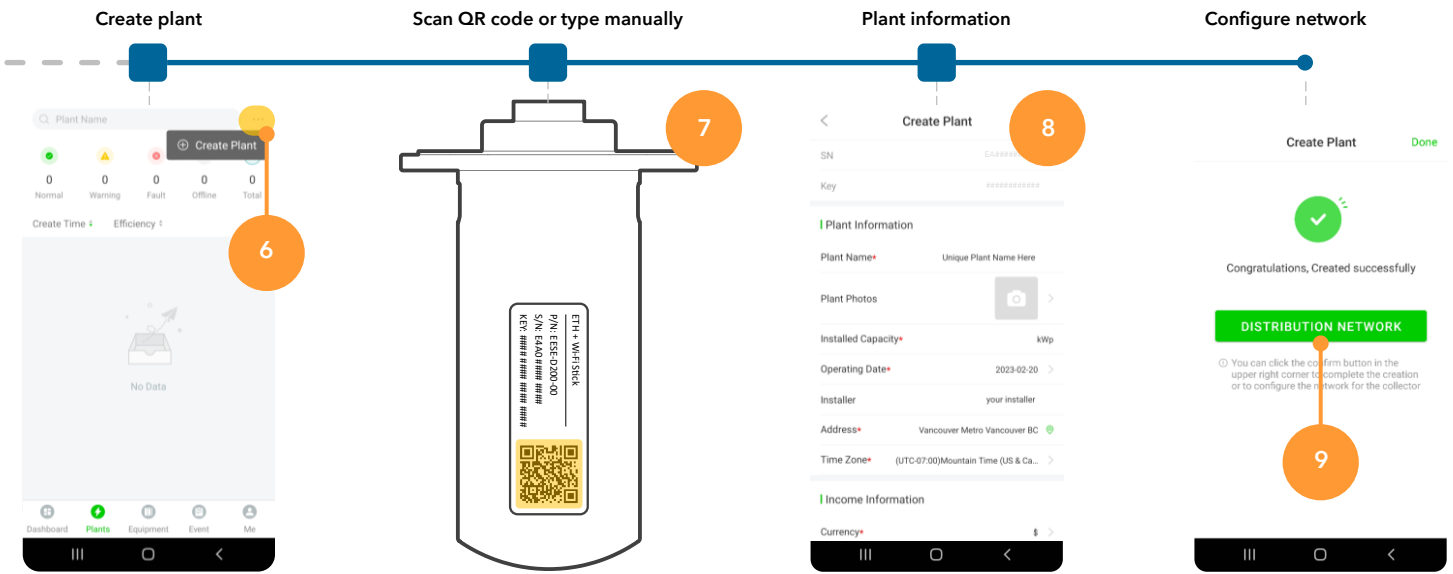 Create plant
Scan QR code or type manually
Plant information
Configure network
Plant Name
Create Plant
0 0 0 0 0
Normal Warning Fault Offline Total
Create Time Efficiency
6
No Data
Dashboard Plants Equipment Event Me
7
ETH + Wi-Fi Stick
P/N: EESE-D200-00
S/N: E4A0 #### ####
KEY: #### #### #### ####
Create Plant
8
SN
Key ############
Plant Information
Plant Name* Unique Plant Name Here
Plant Photos
Installed Capacity* kWp
Operating Date* 2023-02-20
Installer your installer
Address* Vancouver Metro Vancouver BC
Time Zone* (UTC-07:00)Mountain Time (US & Ca...
Income Information
Currency* $
Create Plant Done
Congratulations, Created successfully
DISTRIBUTION NETWORK
You can click the confirm button in the
upper right corner to complete the creation
or to configure the network for the collector
9